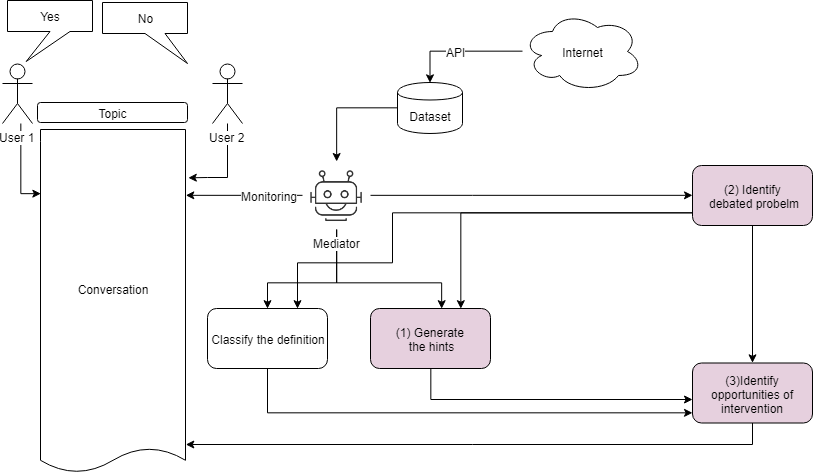 Yes
No
API
Internet
Dataset
Topic
User 1
User 2
Monitoring
Mediator
(2) Identify
debated probelm
Conversation
Classify the definition
(1) Generate
the hints
(3)Identify
opportunities of
intervention